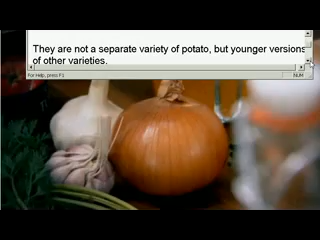 They are not a separate variety of potato, but younger versions
of other varieties.
For Help, press F1
NUM